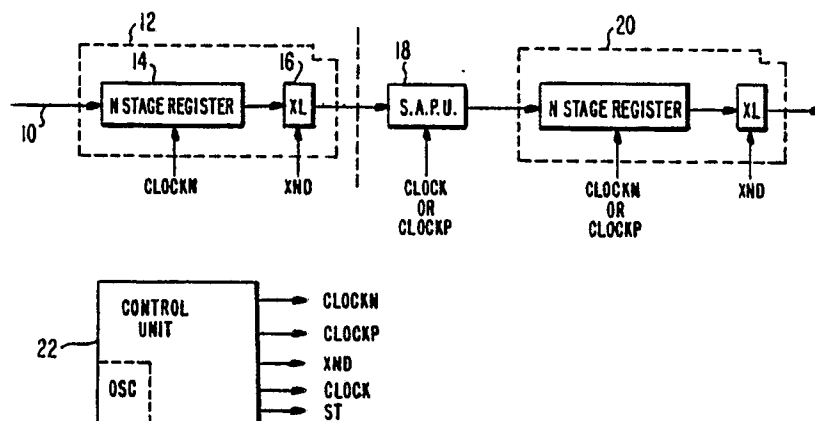 12
14
N STAGE REGISTER
16
XL
10
CLOCKN
XND
18
S.A.P.U.
CLOCK
OR
CLOCKP
20
N STAGE REGISTER
XL
CLOCKN
OR
CLOCKP
XND
22
CONTROL
UNIT
OSC
CLOCKN
CLOCKP
XND
CLOCK
ST